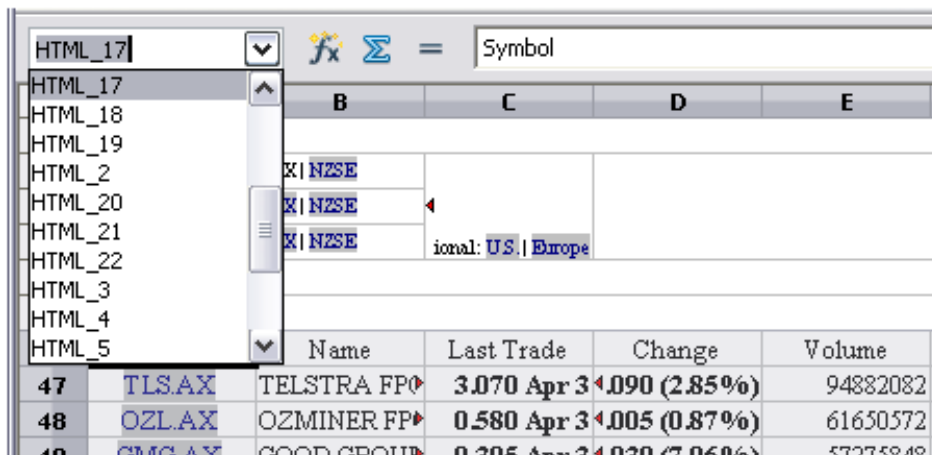 HTML_17 fx Σ = Symbol
HTML_17
HTML_18
HTML_19
HTML_2
HTML_20
HTML_21
HTML_22
HTML_3
HTML_4
HTML_5
B C D E
X| NZSE
X| NZSE
X| NZSE
ional: U.S.| Europe
Name Last Trade Change Volume
47 TLS.AX TELSTRA FPO 3.070 Apr 3 .090 (2.85%) 94882082
48 OZL.AX OZMINER FP 0.580 Apr 3 .005 (0.87%) 61650572